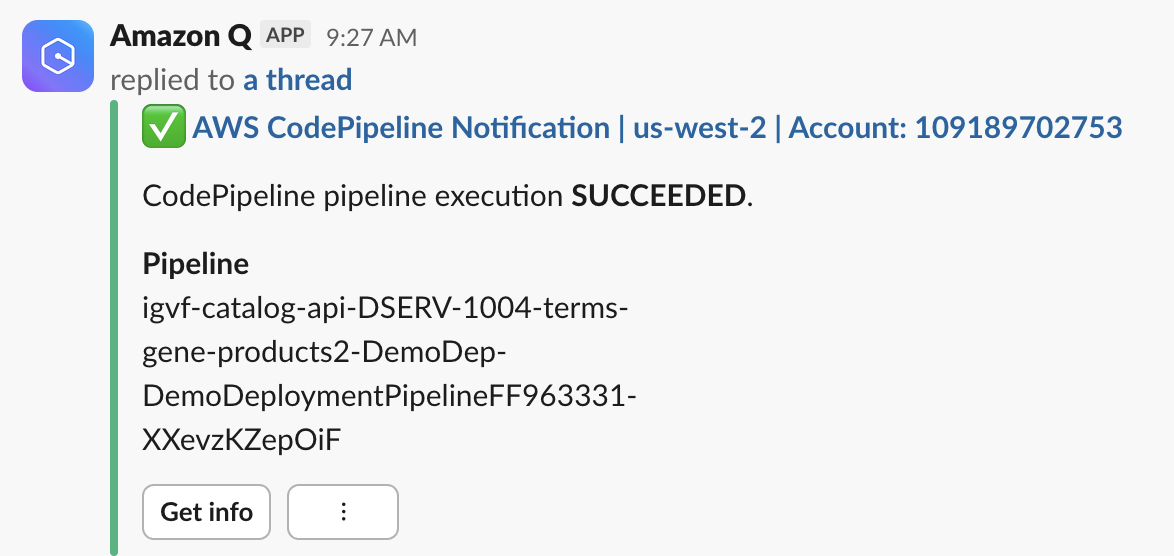 Amazon Q APP 9:27 AM
replied to a thread
✅ AWS CodePipeline Notification | us-west-2 | Account: 109189702753
CodePipeline pipeline execution SUCCEEDED.
Pipeline
igvf-catalog-api-DSERV-1004-terms-
gene-products2-DemoDep-
DemoDeploymentPipelineFF963331-
XXevzKZepOiF
Get info ⋮